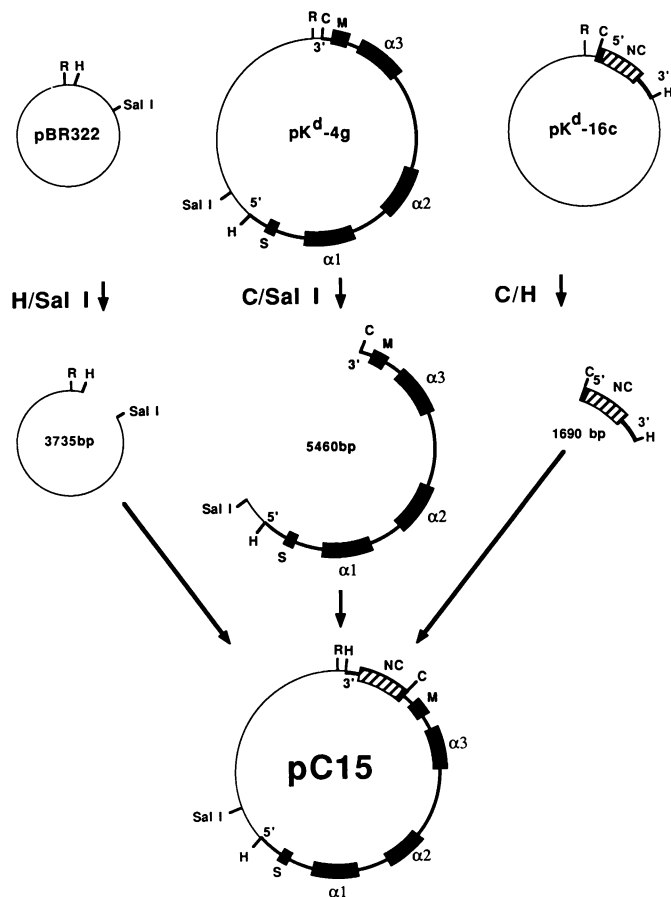 R H
Sal I
pBR322
R C M
3'
α3
pK^d-4g
α2
Sal I
5'
H
S
α1
R C 5' NC
3'
H
pK^d-16c
H/Sal I
C/Sal I
C/H
R H
Sal I
3735bp
C
M
3'
α3
5460bp
α2
Sal I
5'
H
S
α1
C 5' NC
3'
H
1690 bp
RH
NC
C
3'
M
α3
pC15
Sal I
5'
H
S
α1
α2